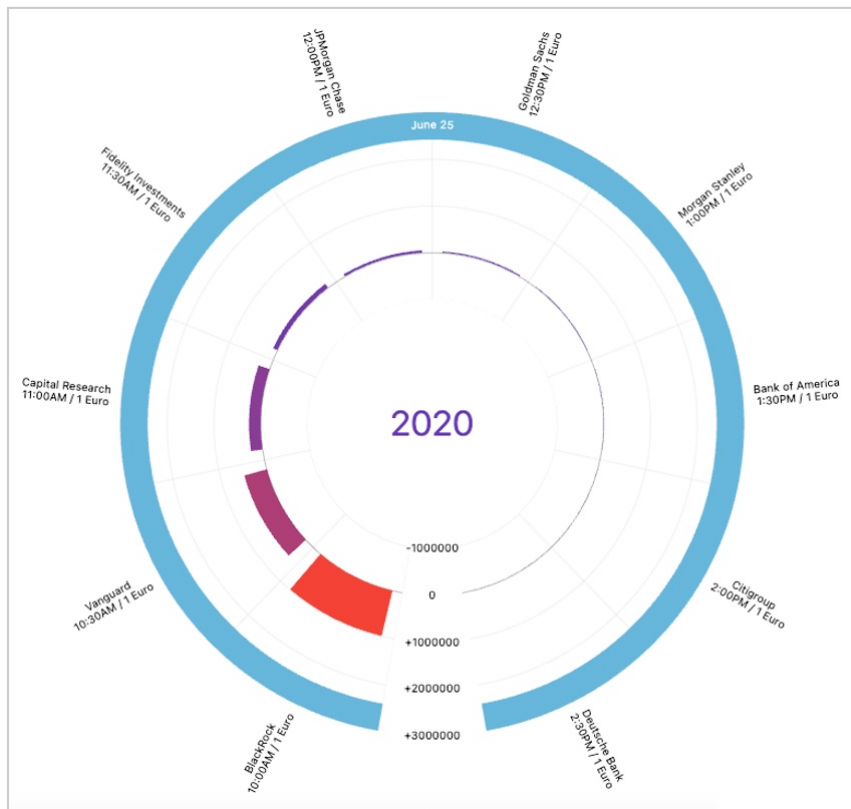 JPMorgan Chase
12:00PM / 1 Euro
Goldman Sachs
12:30PM / 1 Euro
June 25
Fidelity Investments
11:30AM / 1 Euro
Morgan Stanley
1:00PM / 1 Euro
Capital Research
11:00AM / 1 Euro
Bank of America
1:30PM / 1 Euro
2020
-1000000
0
+1000000
+2000000
+3000000
Vanguard
10:30AM / 1 Euro
Citigroup
2:00PM / 1 Euro
BlackRock
10:00AM / 1 Euro
Deutsche Bank
2:30PM / 1 Euro